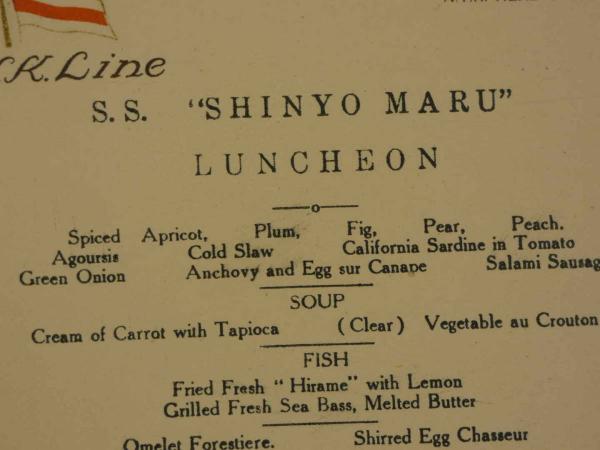 K. Line
S. S. "SHINYO MARU"
LUNCHEON
Spiced Apricot, Plum, Fig, Pear, Peach.
Agoursis Cold Slaw California Sardine in Tomato
Green Onion Anchovy and Egg sur Canape Salami Sausag
SOUP
Cream of Carrot with Tapioca (Clear) Vegetable au Crouton
FISH
Fried Fresh "Hirame" with Lemon
Grilled Fresh Sea Bass, Melted Butter
Omelet Forestiere. Shirred Egg Chasseur